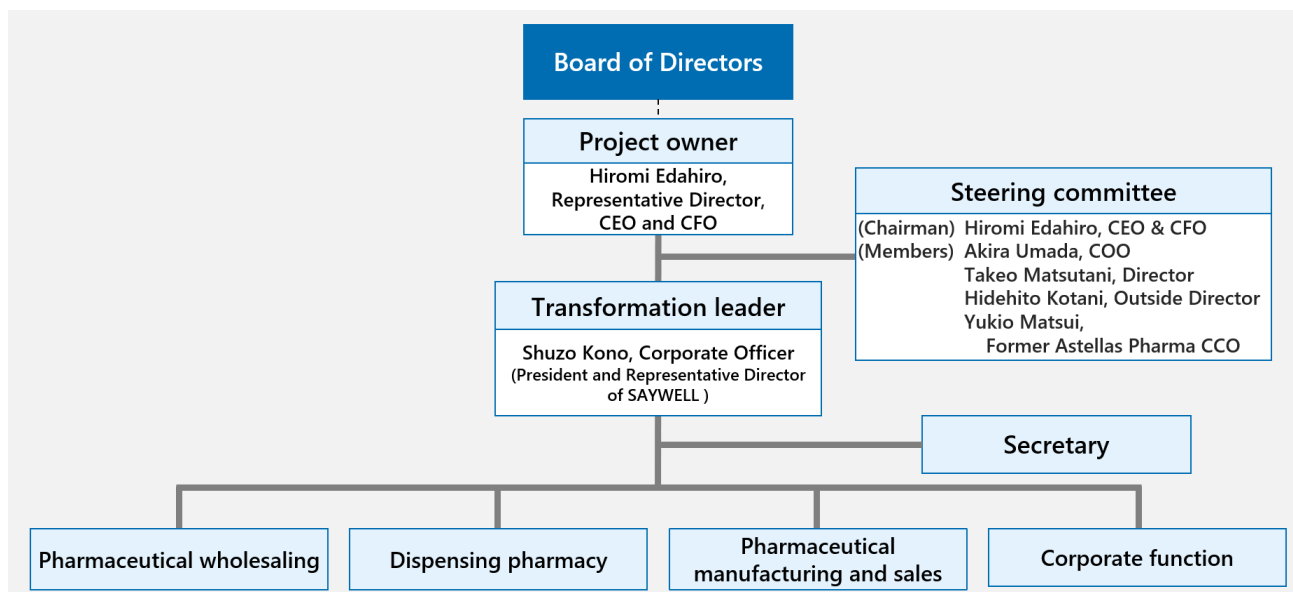 Board of Directors
Project owner
Hiromi Edahiro,
Representative Director,
CEO and CFO
Steering committee
(Chairman) Hiromi Edahiro, CEO & CFO
(Members) Akira Umada, COO
Takeo Matsutani, Director
Hidehito Kotani, Outside Director
Yukio Matsui,
Former Astellas Pharma CCO
Transformation leader
Shuzo Kono, Corporate Officer
(President and Representative Director
of SAYWELL )
Secretary
Pharmaceutical wholesaling
Dispensing pharmacy
Pharmaceutical
manufacturing and sales
Corporate function